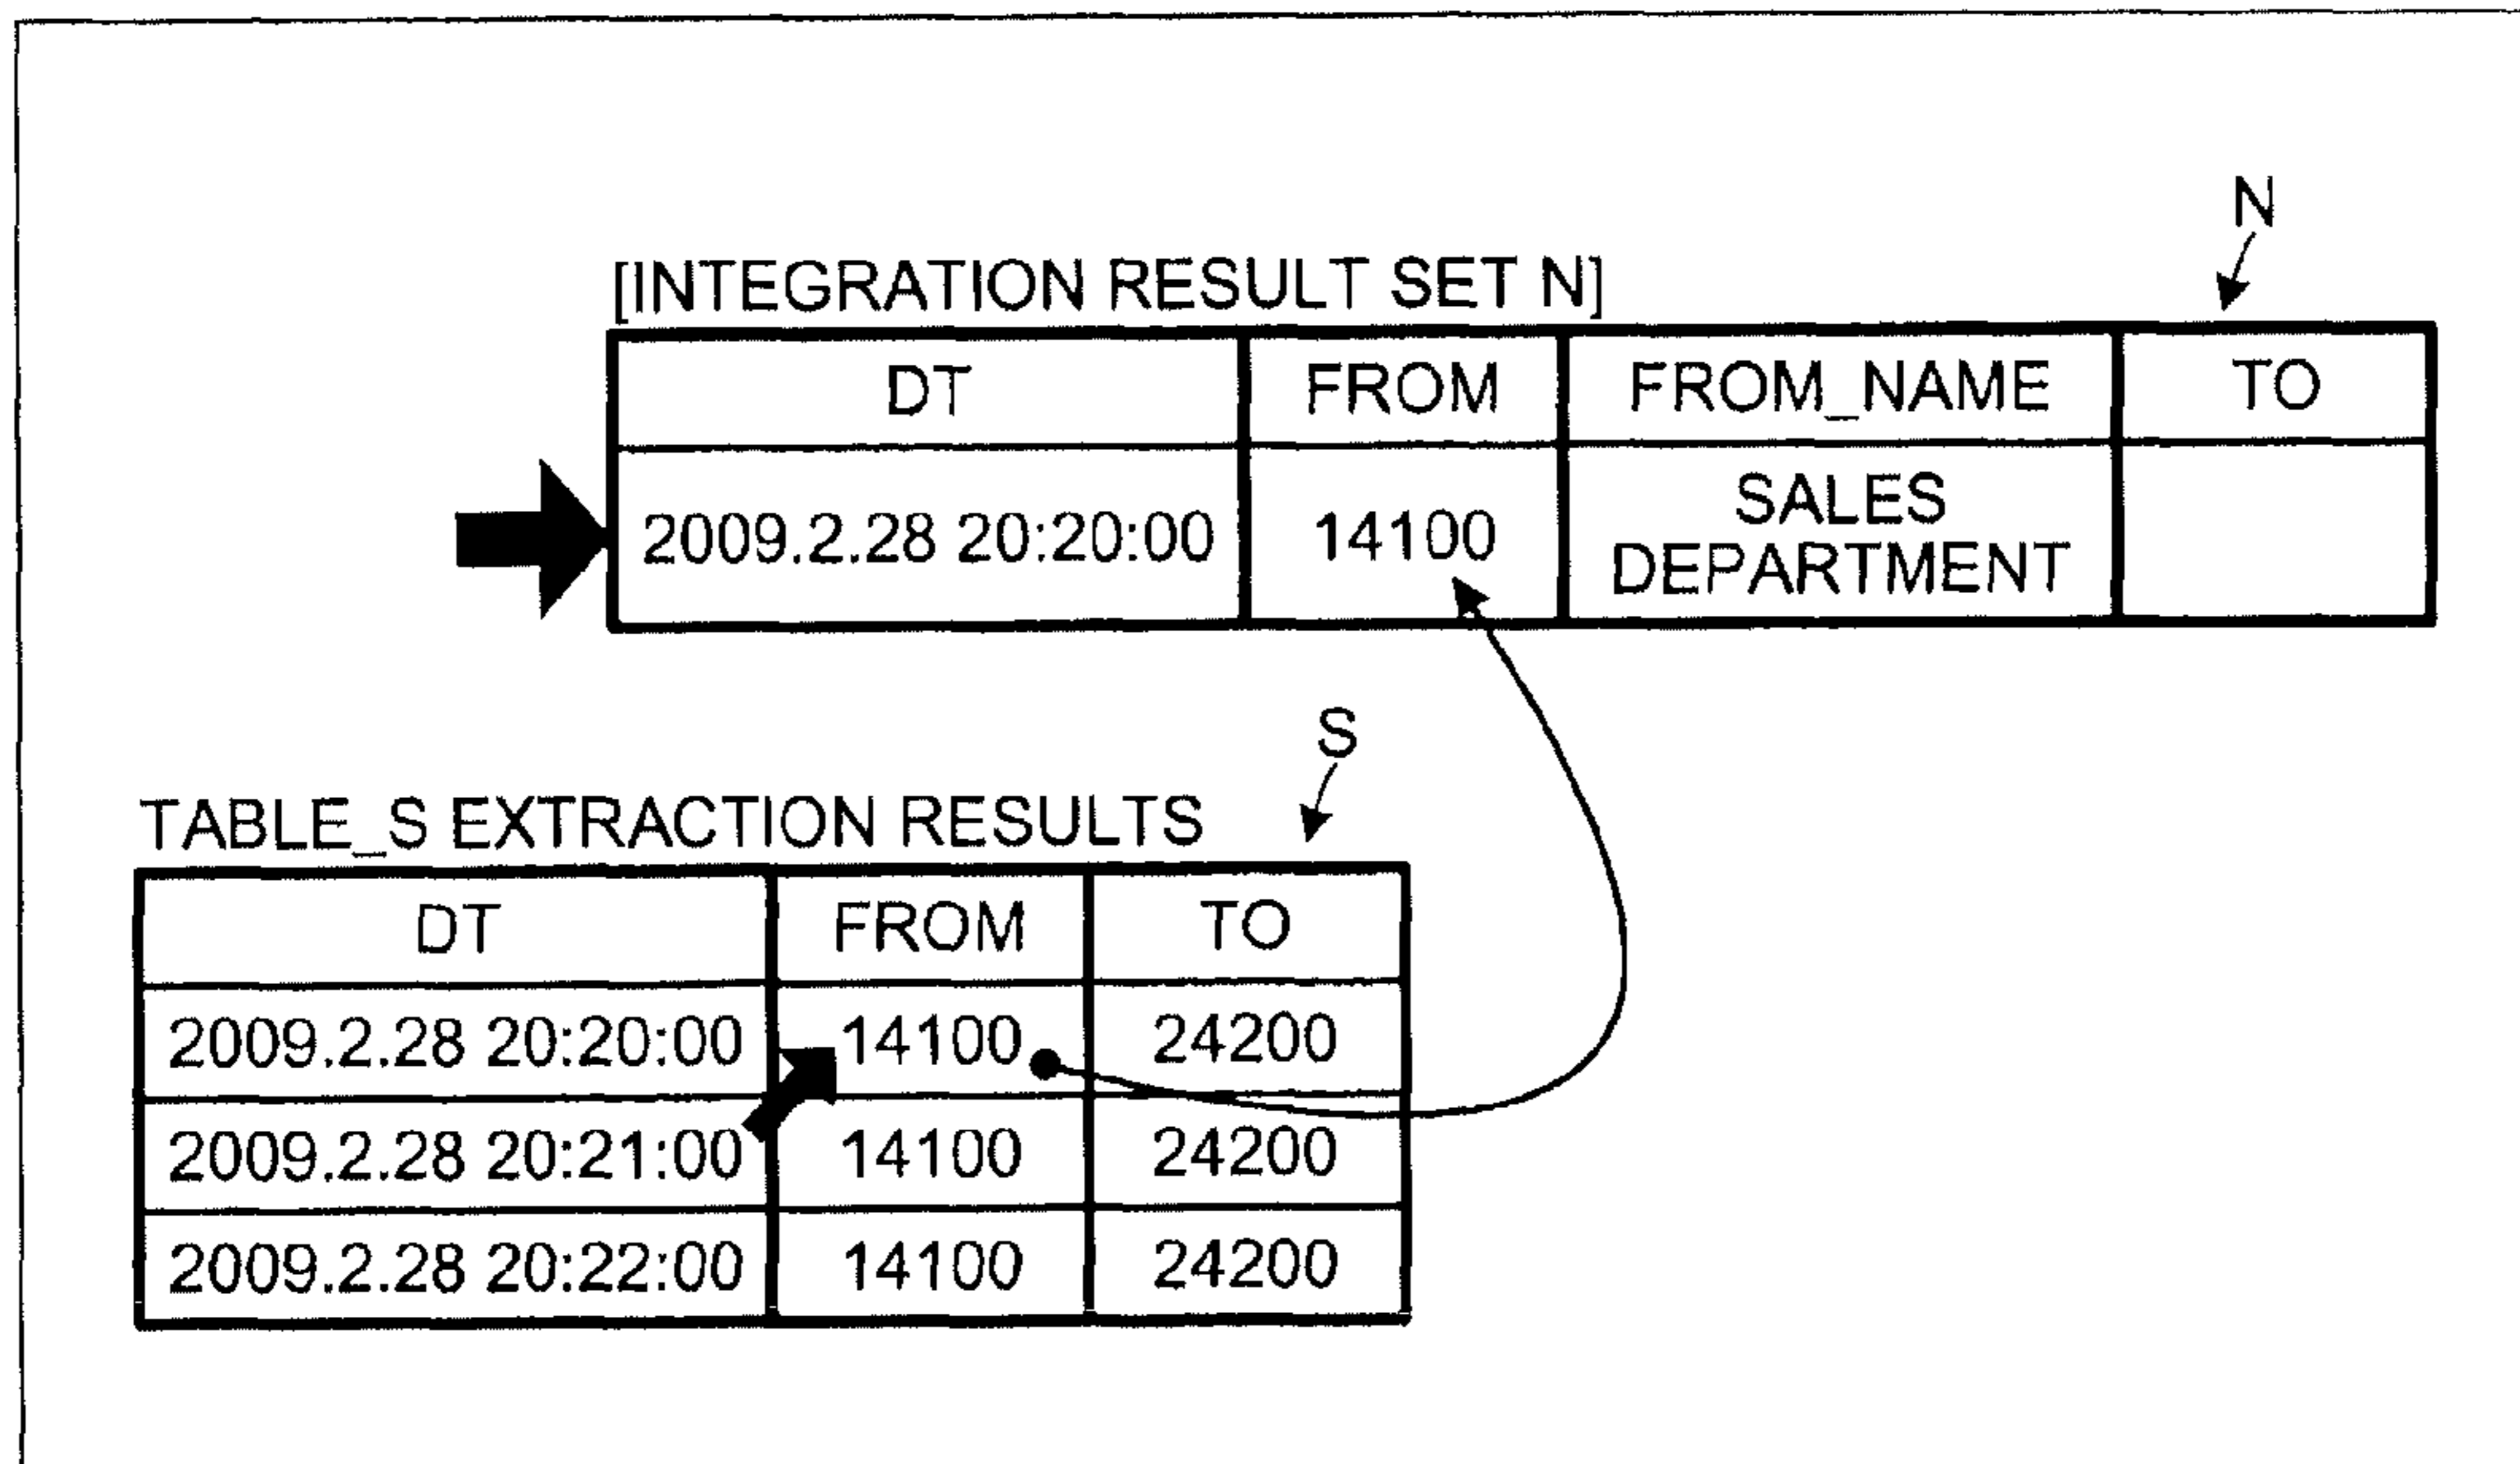 N
[INTEGRATION RESULT SET N]
DT FROM FROM_NAME TO
2009.2.28 20:20:00 14100 SALES
DEPARTMENT
S
TABLE_S EXTRACTION RESULTS
DT FROM TO
2009.2.28 20:20:00 14100 24200
2009.2.28 20:21:00 14100 24200
2009.2.28 20:22:00 14100 24200